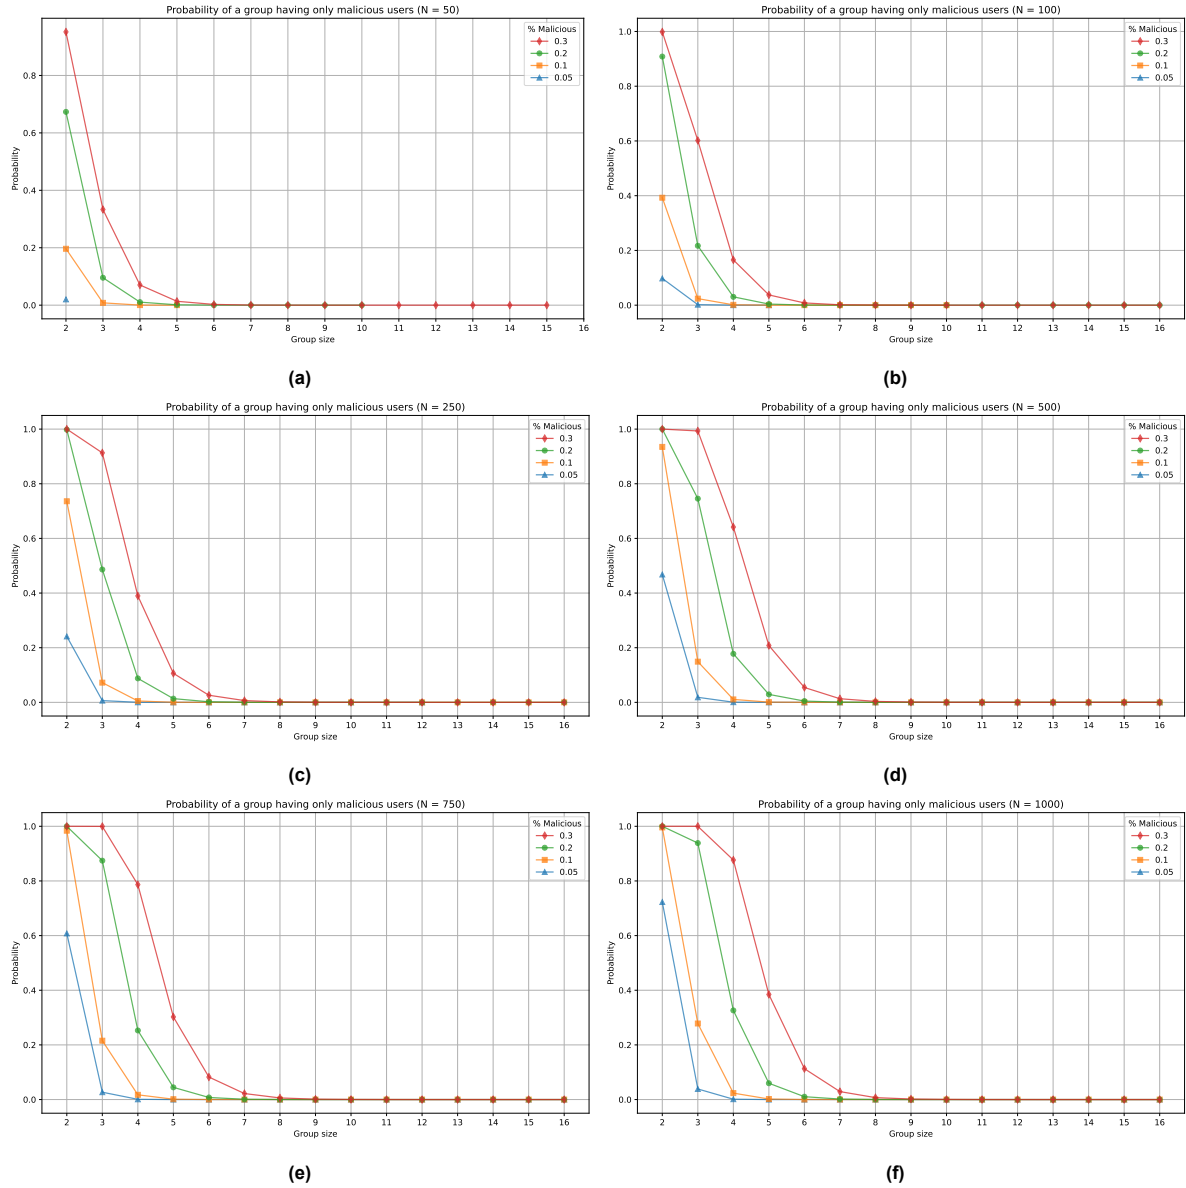 Probability of a group having only malicious users (N = 50)
% Malicious
0.3
0.2
0.1
0.05
Probability
0.8
0.6
0.4
0.2
0.0
2 3 4 5 6 7 8 9 10 11 12 13 14 15 16
Group size
(a)
Probability of a group having only malicious users (N = 100)
% Malicious
0.3
0.2
0.1
0.05
Probability
1.0
0.8
0.6
0.4
0.2
0.0
2 3 4 5 6 7 8 9 10 11 12 13 14 15 16
Group size
(b)
Probability of a group having only malicious users (N = 250)
% Malicious
0.3
0.2
0.1
0.05
Probability
1.0
0.8
0.6
0.4
0.2
0.0
2 3 4 5 6 7 8 9 10 11 12 13 14 15 16
Group size
(c)
Probability of a group having only malicious users (N = 500)
% Malicious
0.3
0.2
0.1
0.05
Probability
1.0
0.8
0.6
0.4
0.2
0.0
2 3 4 5 6 7 8 9 10 11 12 13 14 15 16
Group size
(d)
Probability of a group having only malicious users (N = 750)
% Malicious
0.3
0.2
0.1
0.05
Probability
1.0
0.8
0.6
0.4
0.2
0.0
2 3 4 5 6 7 8 9 10 11 12 13 14 15 16
Group size
(e)
Probability of a group having only malicious users (N = 1000)
% Malicious
0.3
0.2
0.1
0.05
Probability
1.0
0.8
0.6
0.4
0.2
0.0
2 3 4 5 6 7 8 9 10 11 12 13 14 15 16
Group size
(f)